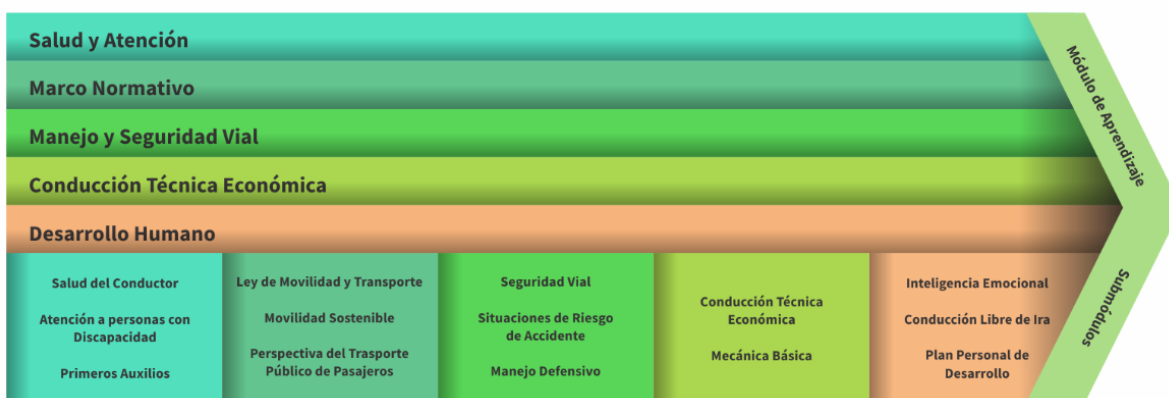 Salud y Atención
Marco Normativo
Manejo y Seguridad Vial
Conducción Técnica Económica
Desarrollo Humano
Módulo de Aprendizaje
Salud del Conductor
Atención a personas con
Discapacidad
Primeros Auxilios
Ley de Movilidad y Transporte
Movilidad Sostenible
Perspectiva del Trasporte
Público de Pasajeros
Seguridad Vial
Situaciones de Riesgo
de Accidente
Manejo Defensivo
Conducción Técnica
Económica
Mecánica Básica
Inteligencia Emocional
Conducción Libre de Ira
Plan Personal de
Desarrollo
Submódulos